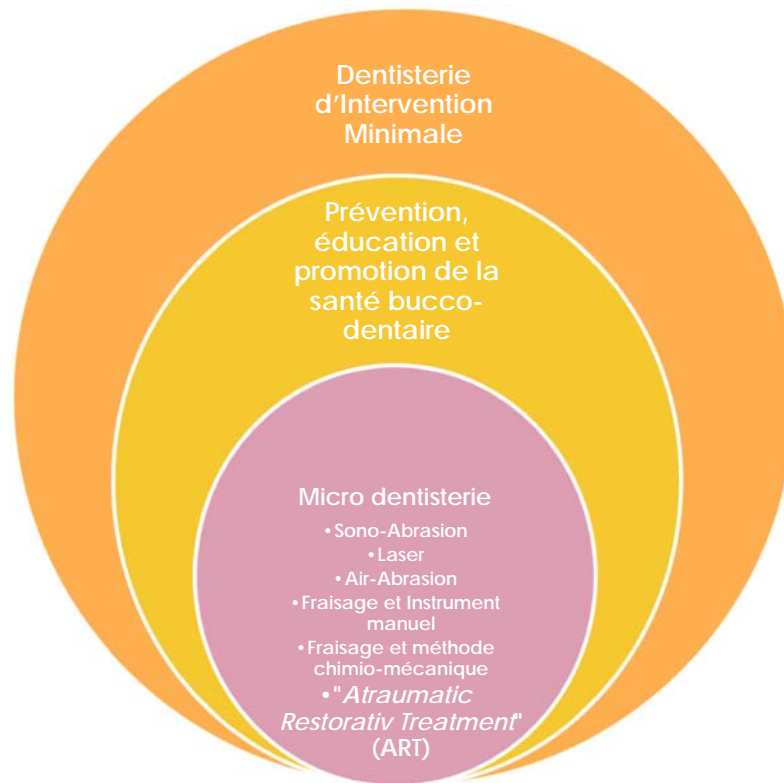 Dentisterie
d'Intervention
Minimale
Prévention,
éducation et
promotion de la
santé bucco-
dentaire
Micro dentisterie
•Sono-Abrasion
•Laser
•Air-Abrasion
•Fraisage et Instrument
manuel
•Fraisage et méthode
chimio-mécanique
•"Atraumatic
Restorativ Treatment"
(ART)